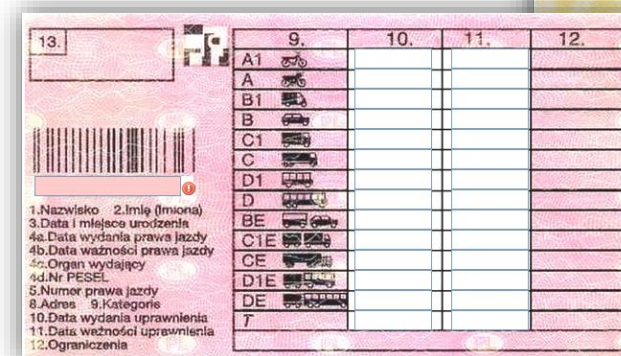 13.
9. 10. 11. 12.
A1
A
B1
B
C1
C
D1
D
BE
C1E
CE
D1E
DE
T
1.Nazwisko 2.Imię (Imiona)
3.Data i miejsce urodzenia
4a.Data wydania prawa jazdy
4b.Data ważności prawa jazdy
4c.Organ wydający
4d.Nr PESEL
5.Numer prawa jazdy
8.Adres 9.Kategorie
10.Data wydania uprawnienia
11.Data ważności uprawnienia
12.Ograniczenia